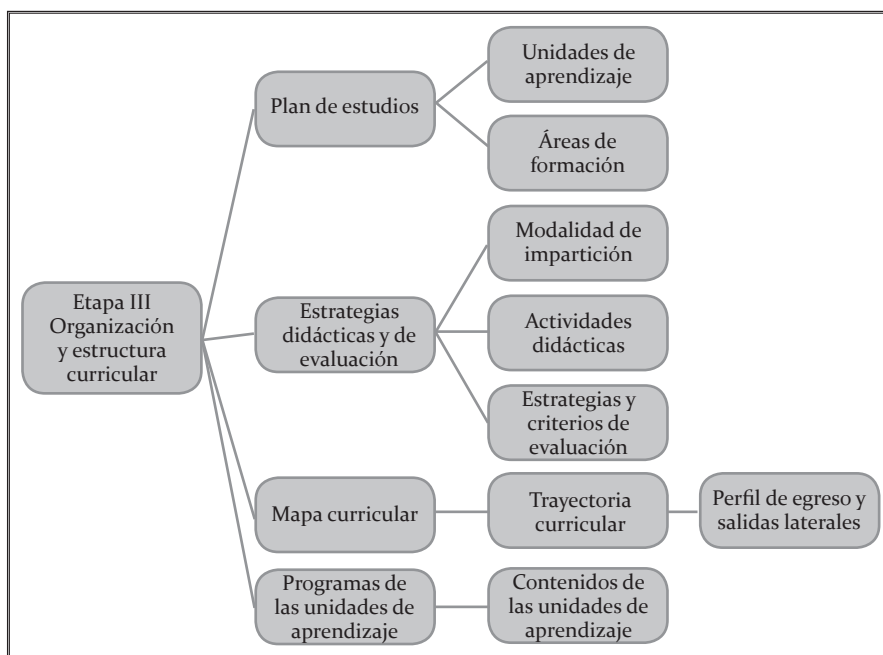 Etapa III
Organización
y estructura
curricular
Plan de estudios
Unidades de
aprendizaje
Áreas de
formación
Estrategias
didácticas y de
evaluación
Modalidad de
impartición
Actividades
didácticas
Estrategias y
criterios de
evaluación
Mapa curricular
Trayectoria
curricular
Perfil de egreso y
salidas laterales
Programas de
las unidades de
aprendizaje
Contenidos de
las unidades de
aprendizaje